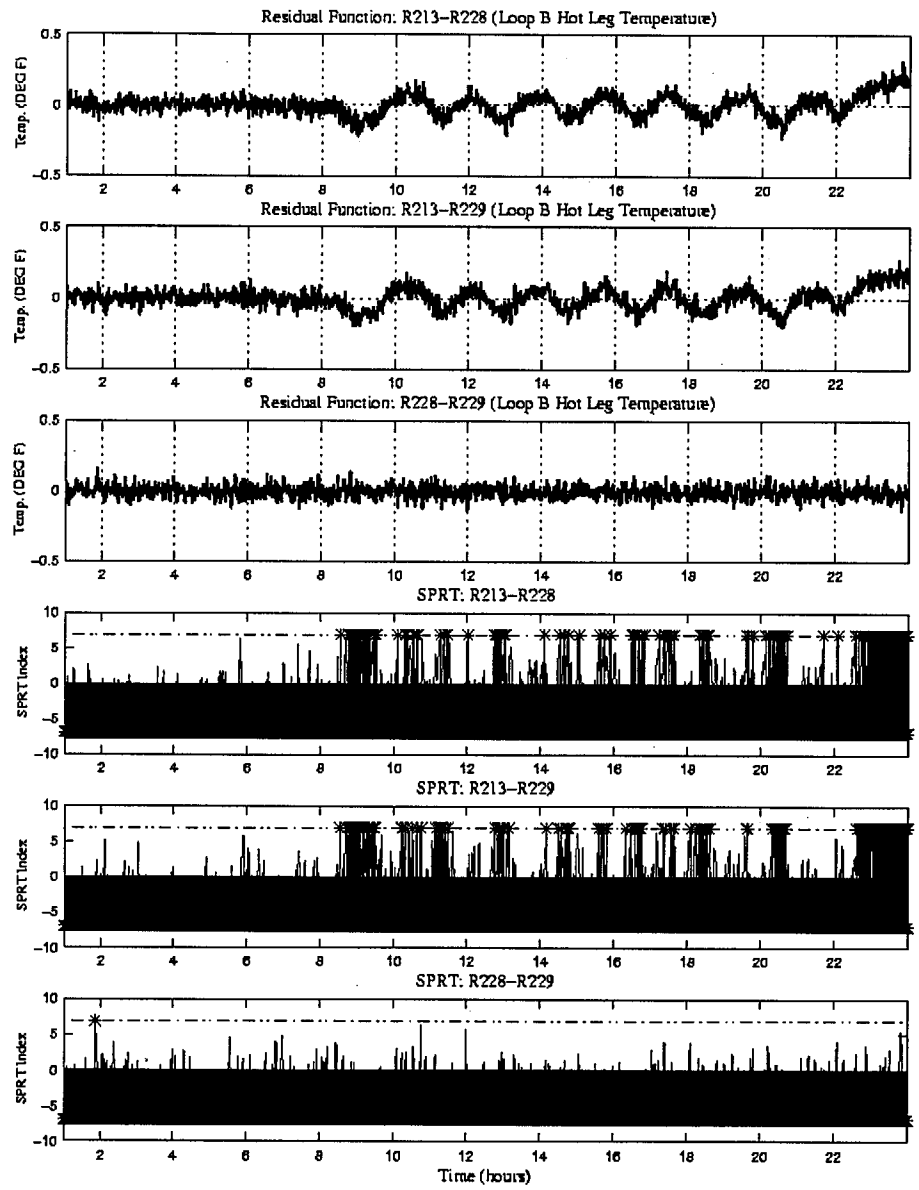 Residual Function: R213-R228 (Loop B Hot Leg Temperature)
0.5
0
-0.5
Temp. (DEG F)
2 4 6 8 10 12 14 16 18 20 22
Residual Function: R213-R229 (Loop B Hot Leg Temperature)
0.5
0
-0.5
Temp. (DEG F)
2 4 6 8 10 12 14 16 18 20 22
Residual Function: R228-R229 (Loop B Hot Leg Temperature)
0.5
0
-0.5
Temp. (DEG F)
2 4 6 8 10 12 14 16 18 20 22
SPRT: R213-R228
10
5
0
-5
-10
SPRT Index
2 4 6 8 10 12 14 16 18 20 22
SPRT: R213-R229
10
5
0
-5
-10
SPRT Index
2 4 6 8 10 12 14 16 18 20 22
SPRT: R228-R229
10
5
0
-5
-10
SPRT Index
2 4 6 8 10 12 14 16 18 20 22
Time (hours)